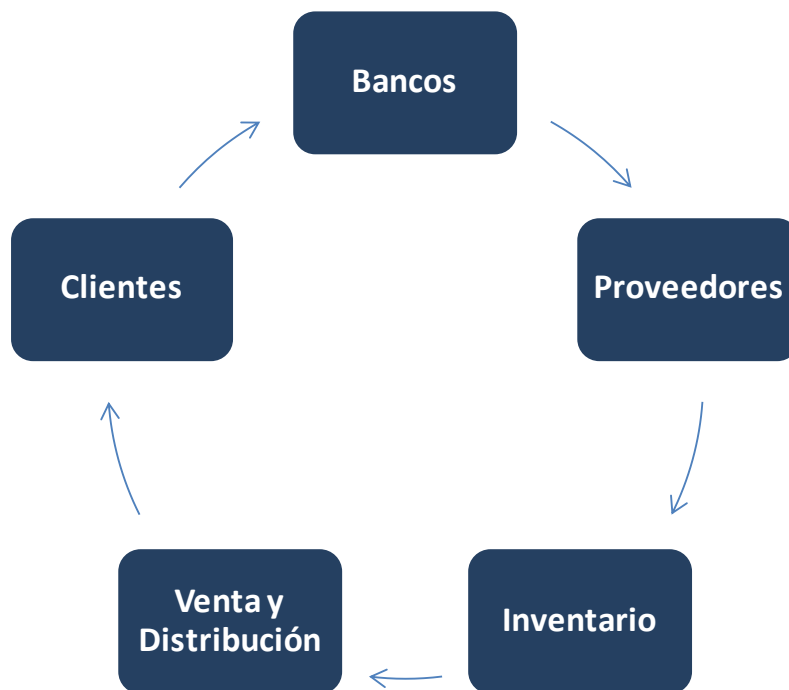 Bancos
Proveedores
Inventario
Venta y
Distribución
Clientes